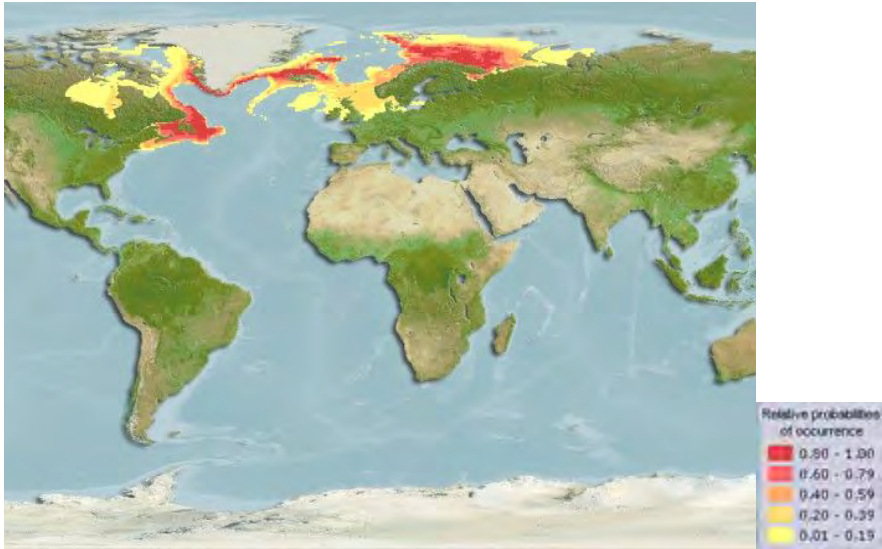 Relative probabilities
of occurrence
0.80 - 1.00
0.60 - 0.79
0.40 - 0.59
0.20 - 0.39
0.01 - 0.19